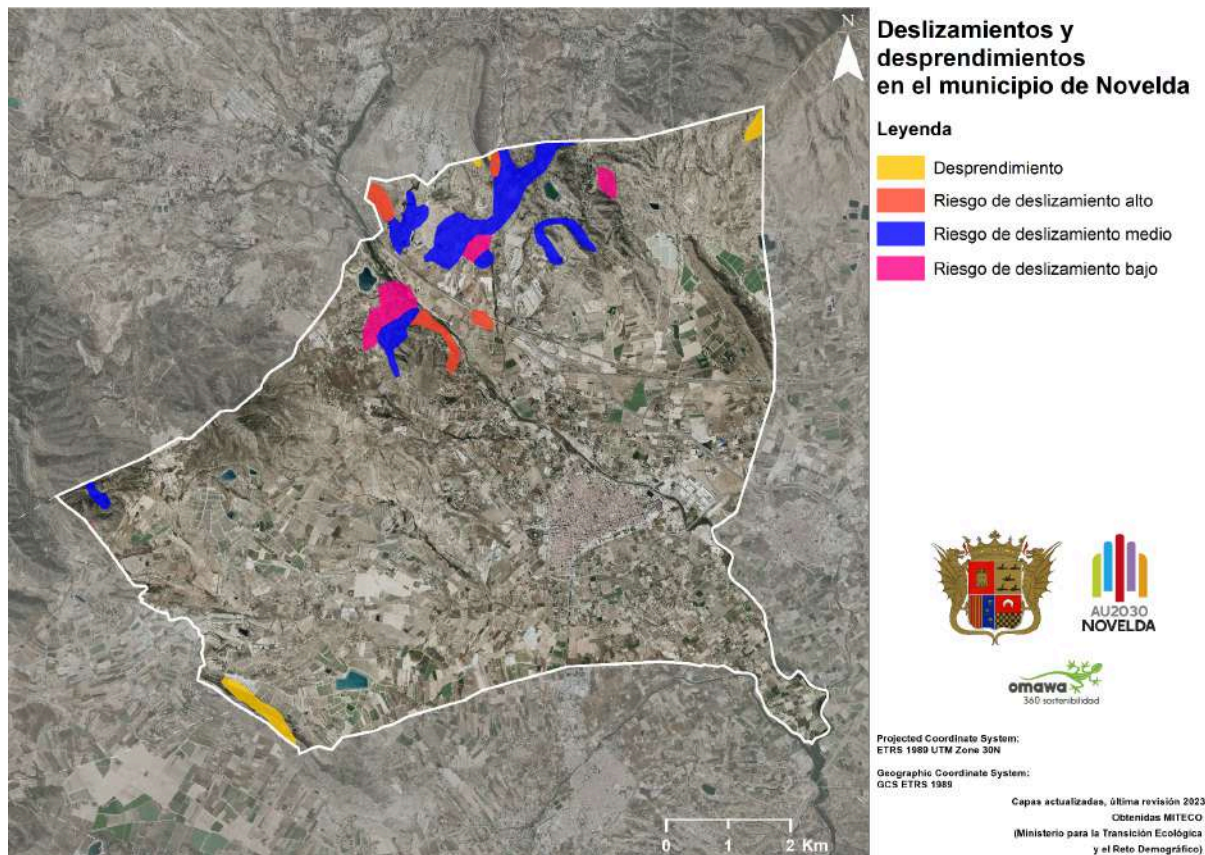 N
Deslizamientos y
desprendimientos
en el municipio de Novelda
Leyenda
Desprendimiento
Riesgo de deslizamiento alto
Riesgo de deslizamiento medio
Riesgo de deslizamiento bajo
AU2030
NOVELDA
omawa
360 sostenibilidad
Projected Coordinate System:
ETRS 1989 UTM Zone 30N
Geographic Coordinate System:
GCS ETRS 1989
Capas actualizadas, última revisión 2023
Obtenidas MITECO
(Ministerio para la Transición Ecológica
y el Reto Demográfico)
0 1 2 Km